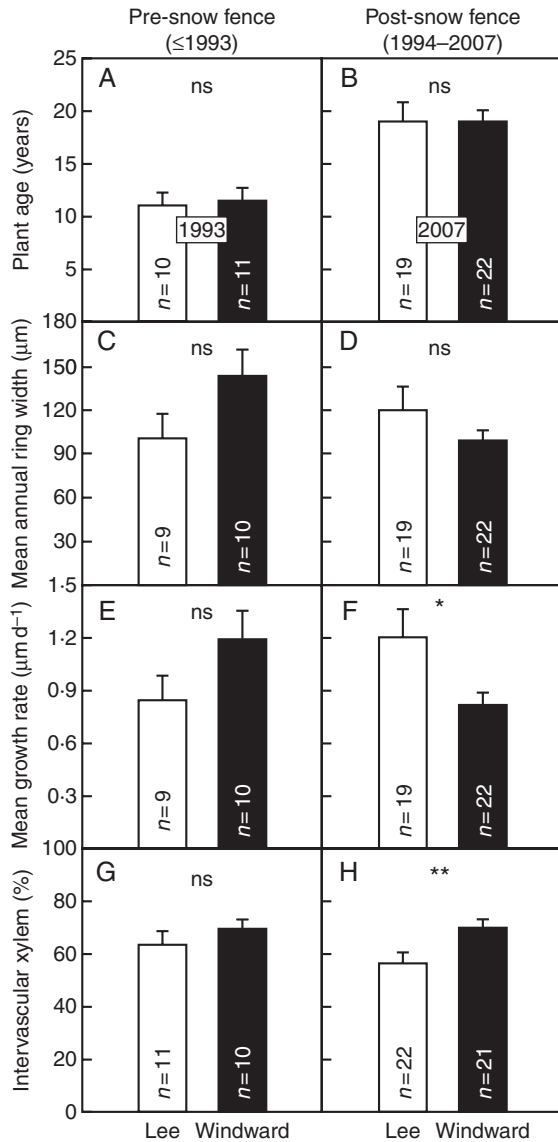 Pre-snow fence
(≤1993)
Post-snow fence
(1994–2007)
Plant age (years)
25
20
15
10
5
A
ns
1993
n = 10
n = 11
B
ns
2007
n = 19
n = 22
Mean annual ring width (μm)
180
150
120
90
60
30
C
ns
n = 9
n = 10
D
ns
n = 19
n = 22
Mean growth rate (μm d–1)
1·5
1·2
0·9
0·6
0·3
E
ns
n = 9
n = 10
F
*
n = 19
n = 22
Intervascular xylem (%)
100
80
60
40
20
0
G
ns
n = 11
n = 10
H
**
n = 22
n = 21
Lee Windward
Lee Windward